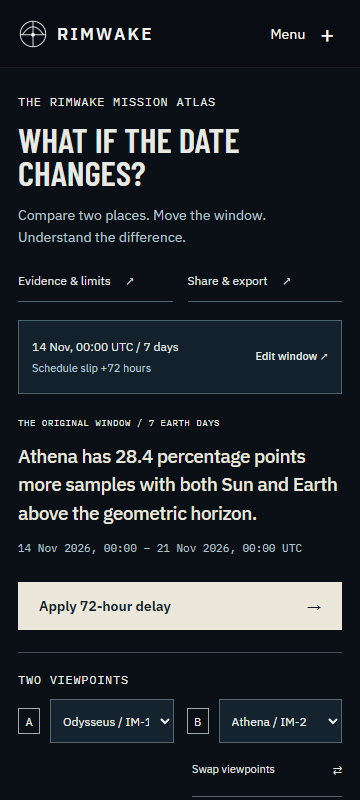 RIMWAKE
Menu +
THE RIMWAKE MISSION ATLAS
WHAT IF THE DATE
CHANGES?
Compare two places. Move the window.
Understand the difference.
Evidence & limits ↗
Share & export ↗
14 Nov, 00:00 UTC / 7 days
Schedule slip +72 hours
Edit window ↗
THE ORIGINAL WINDOW / 7 EARTH DAYS
Athena has 28.4 percentage points
more samples with both Sun and Earth
above the geometric horizon.
14 Nov 2026, 00:00 – 21 Nov 2026, 00:00 UTC
Apply 72-hour delay →
TWO VIEWPOINTS
A Odysseus / IM-1
B Athena / IM-2
Swap viewpoints ⇄